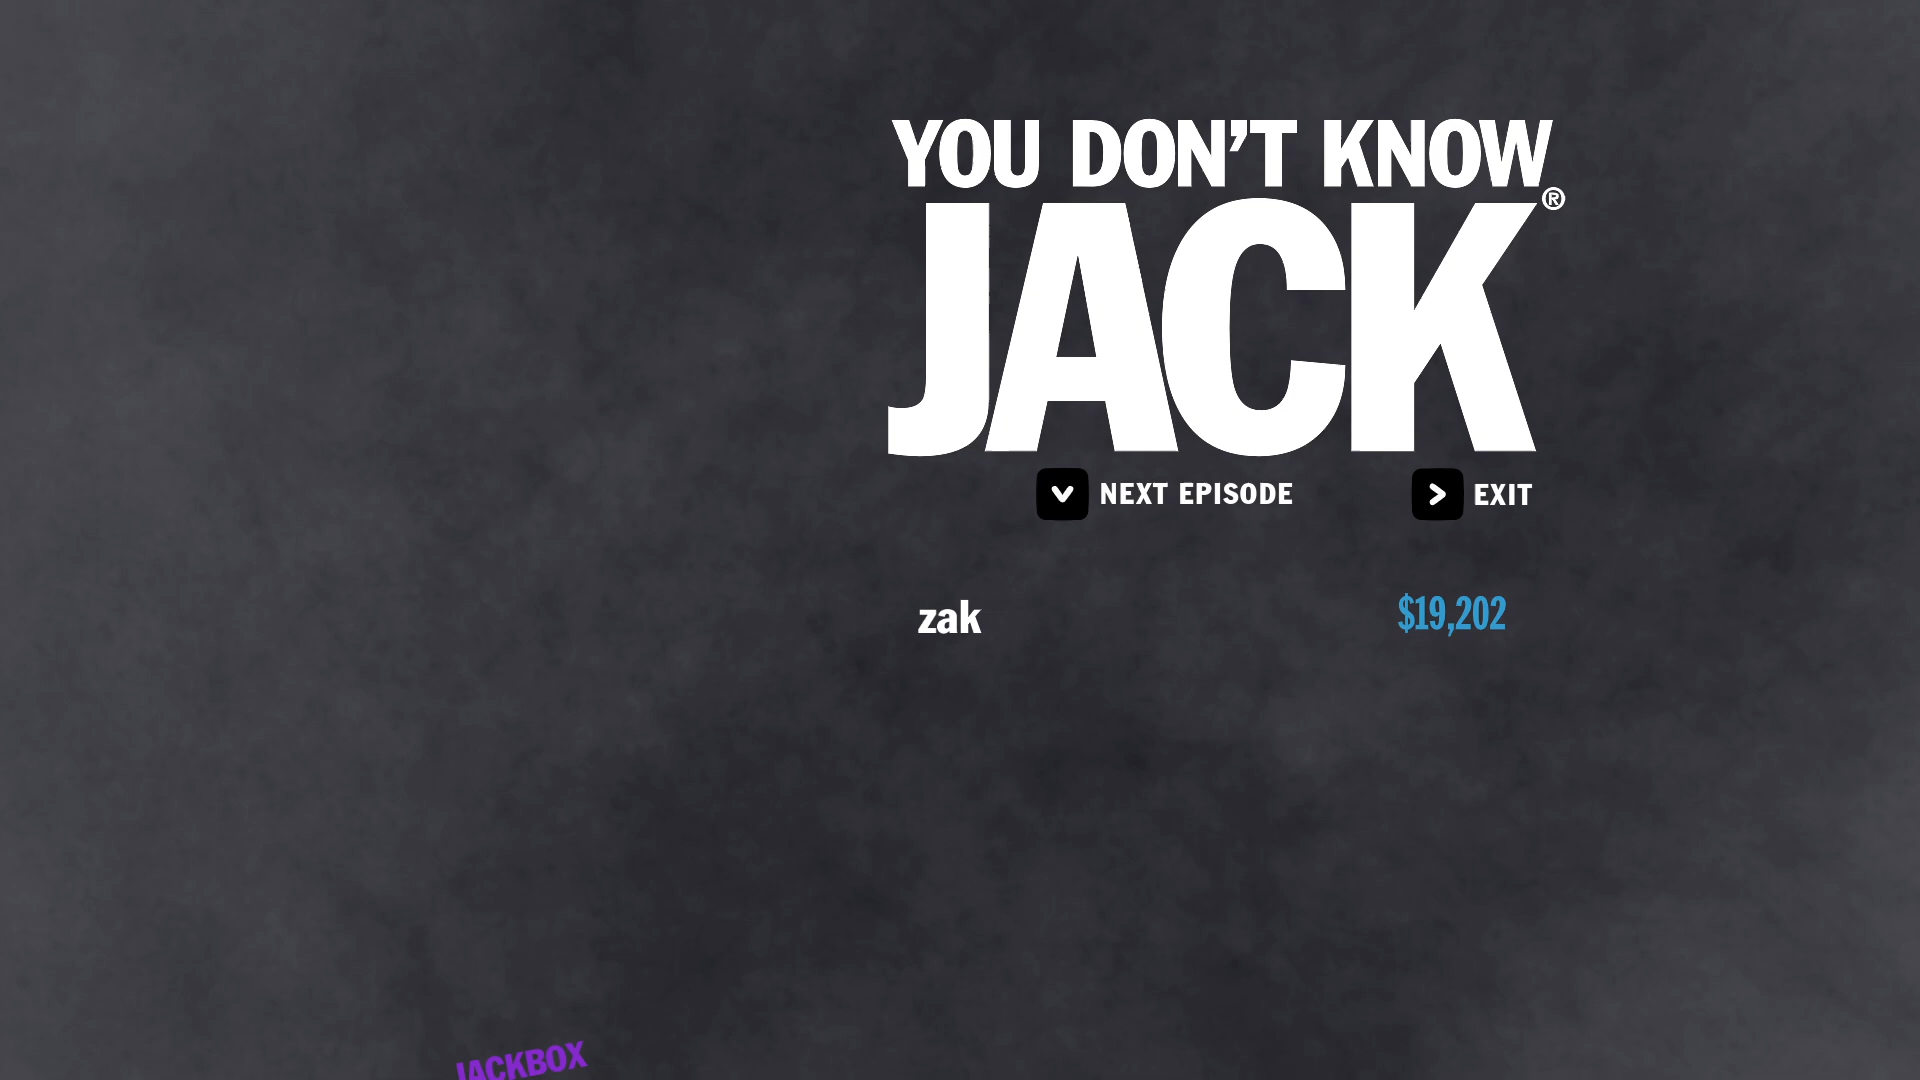 YOU DON'T KNOW
JACK®
NEXT EPISODE EXIT
zak $19,202
JACKBOX